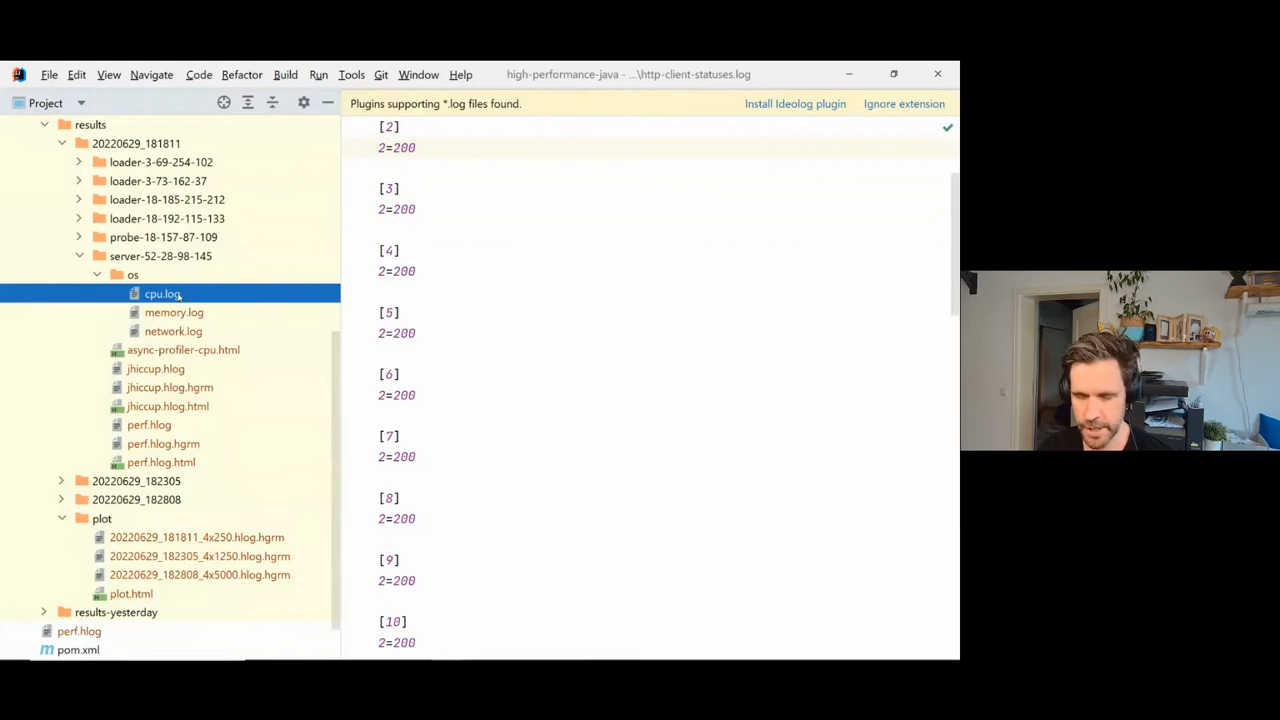 File Edit View Navigate Code Refactor Build Run Tools Git Window Help high-performance-java - ...\http-client-statuses.log
Project
Plugins supporting *.log files found. Install Ideolog plugin Ignore extension
results
20220629_181811
loader-3-69-254-102
loader-3-73-162-37
loader-18-185-215-212
loader-18-192-115-133
probe-18-157-87-109
server-52-28-98-145
os
cpu.log
memory.log
network.log
async-profiler-cpu.html
jhiccup.hlog
jhiccup.hlog.hgrm
jhiccup.hlog.html
perf.hlog
perf.hlog.hgrm
perf.hlog.html
20220629_182305
20220629_182808
plot
20220629_181811_4x250.hlog.hgrm
20220629_182305_4x1250.hlog.hgrm
20220629_182808_4x5000.hlog.hgrm
plot.html
results-yesterday
perf.hlog
pom.xml
[2]
2=200
[3]
2=200
[4]
2=200
[5]
2=200
[6]
2=200
[7]
2=200
[8]
2=200
[9]
2=200
[10]
2=200